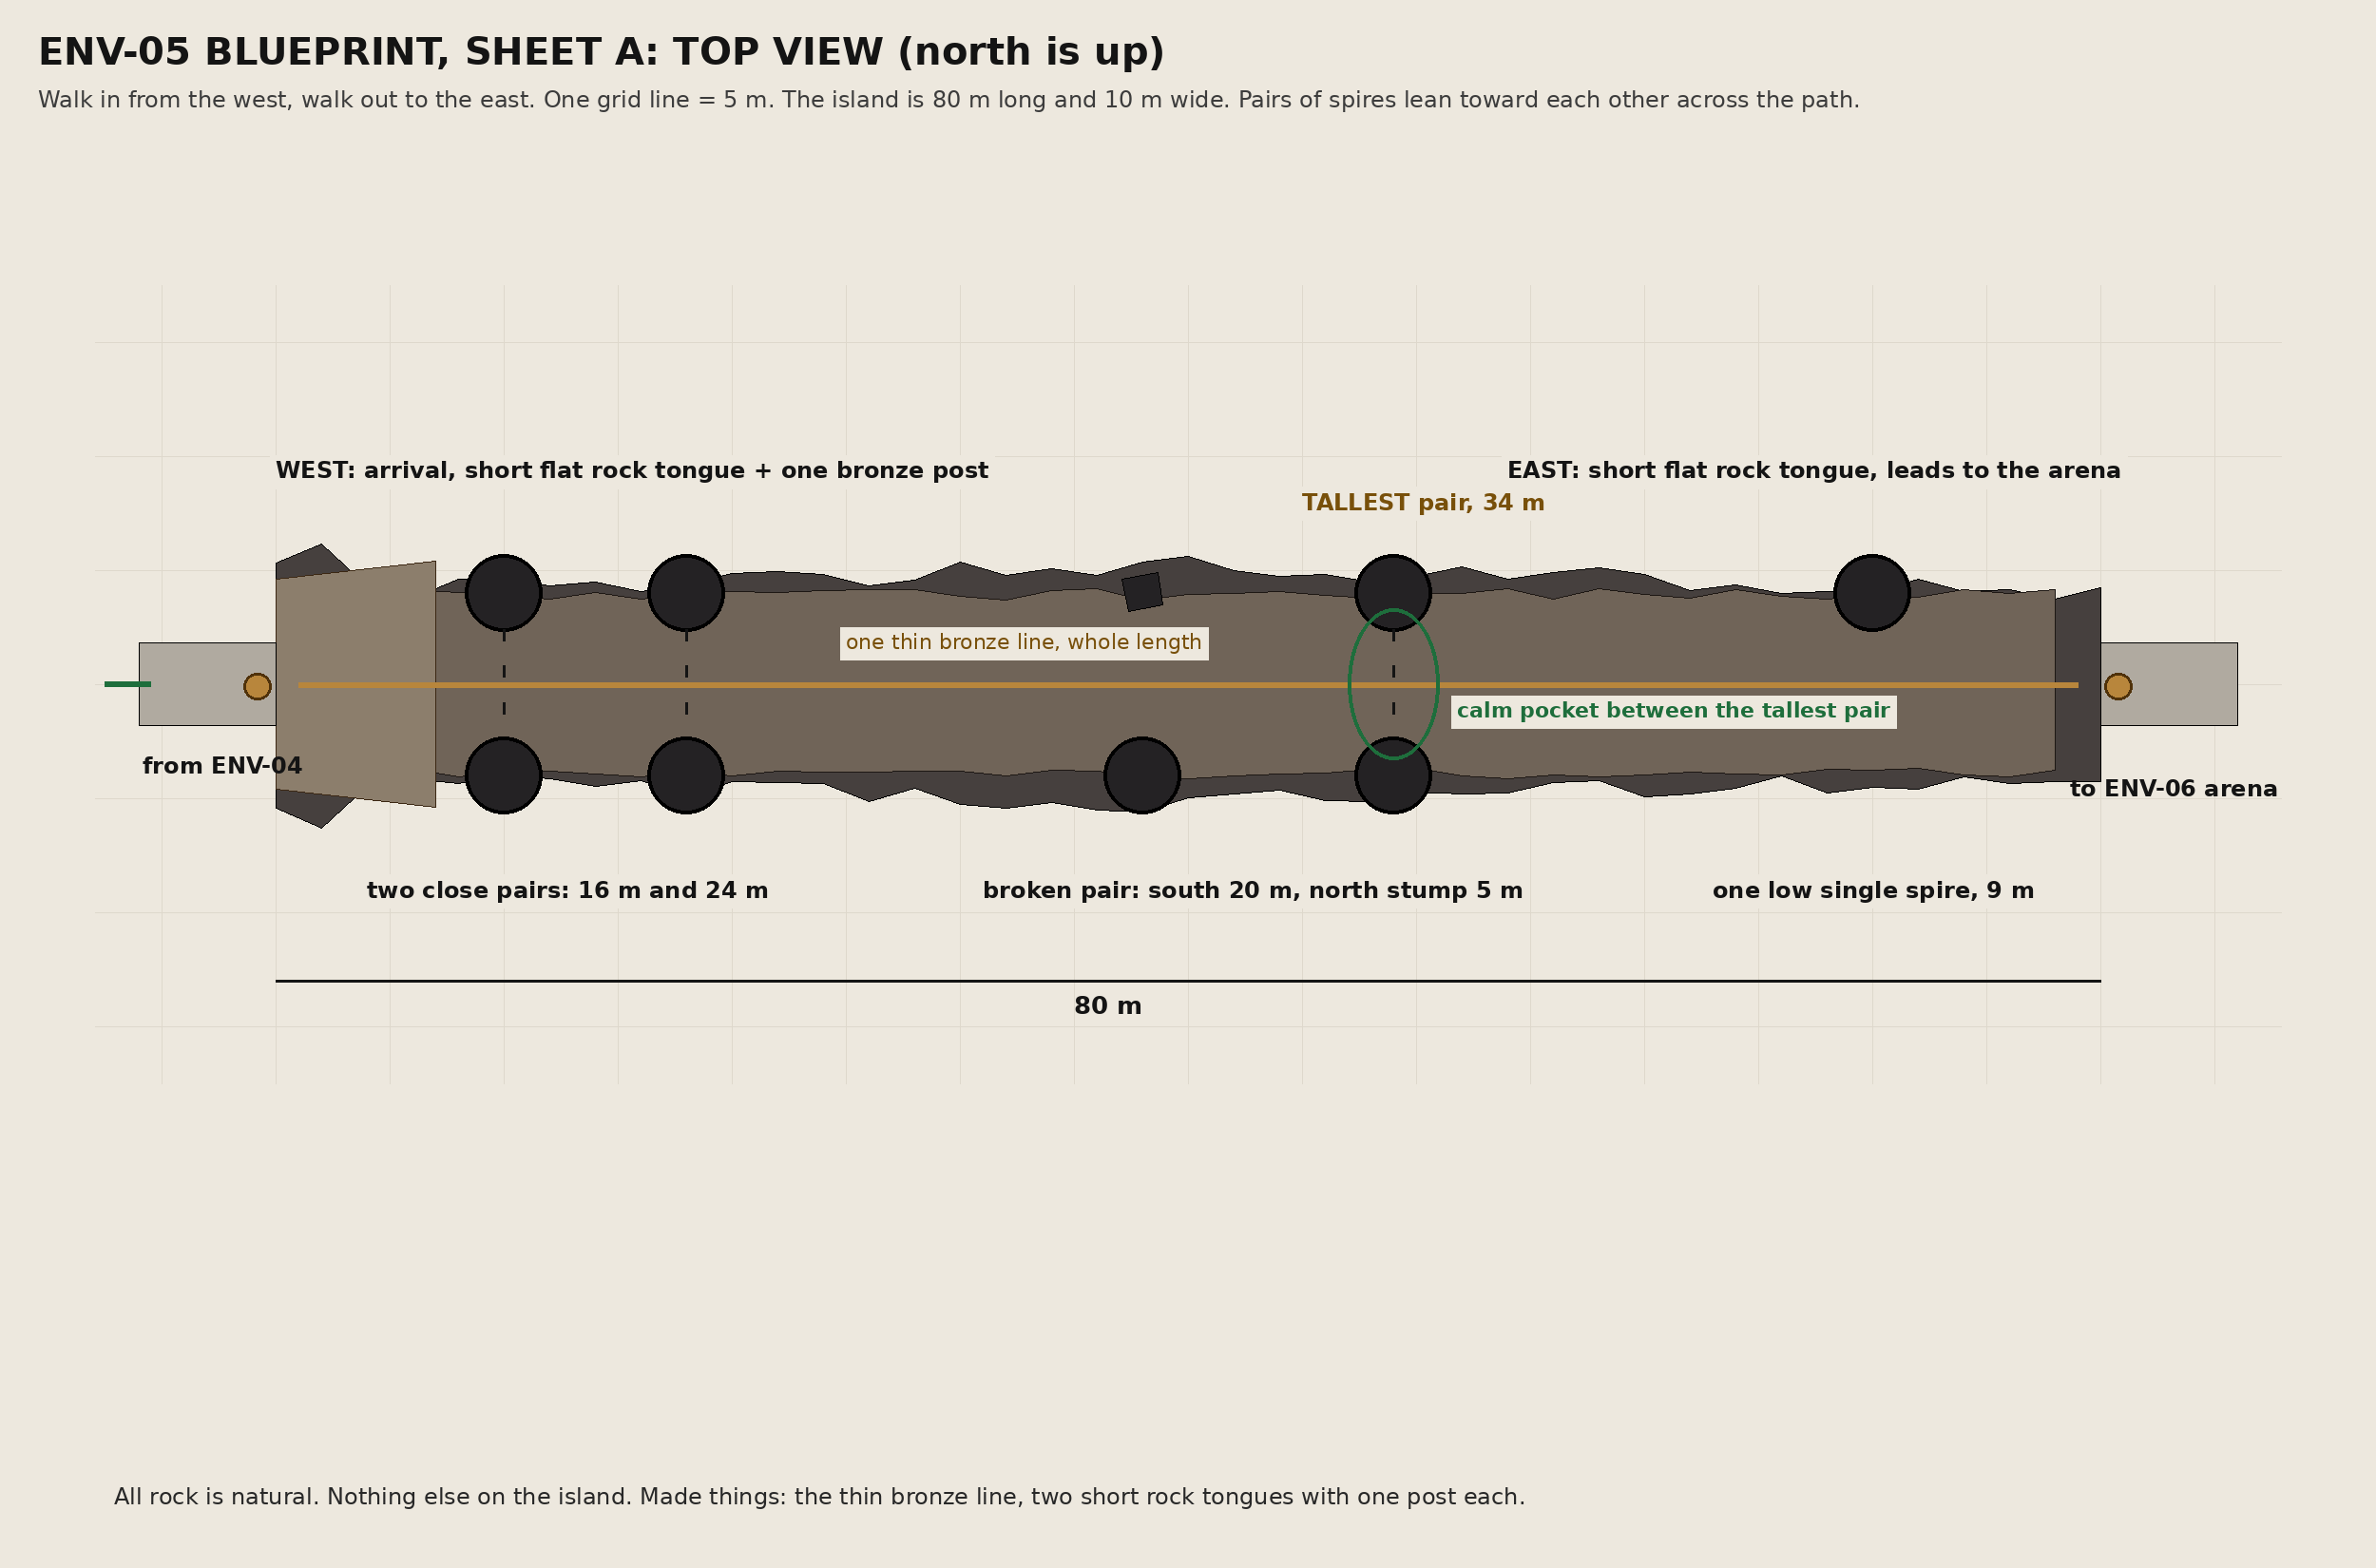 ENV-05 BLUEPRINT, SHEET A: TOP VIEW (north is up)
Walk in from the west, walk out to the east. One grid line = 5 m. The island is 80 m long and 10 m wide. Pairs of spires lean toward each other across the path.
WEST: arrival, short flat rock tongue + one bronze post
EAST: short flat rock tongue, leads to the arena
TALLEST pair, 34 m
one thin bronze line, whole length
calm pocket between the tallest pair
from ENV-04
to ENV-06 arena
two close pairs: 16 m and 24 m
broken pair: south 20 m, north stump 5 m
one low single spire, 9 m
80 m
All rock is natural. Nothing else on the island. Made things: the thin bronze line, two short rock tongues with one post each.